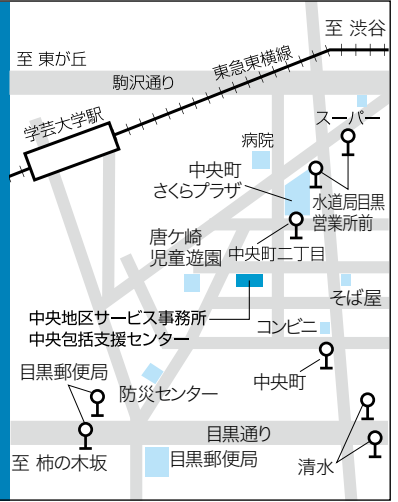 至 渋谷
至 東が丘
東急東横線
駒沢通り
学芸大学駅
スーパー
病院
中央町
さくらプラザ
水道局目黒
営業所前
唐ケ崎
児童遊園
中央町二丁目
そば屋
中央地区サービス事務所
中央包括支援センター
コンビニ
目黒郵便局
防災センター
中央町
目黒通り
至 柿の木坂
目黒郵便局
清水